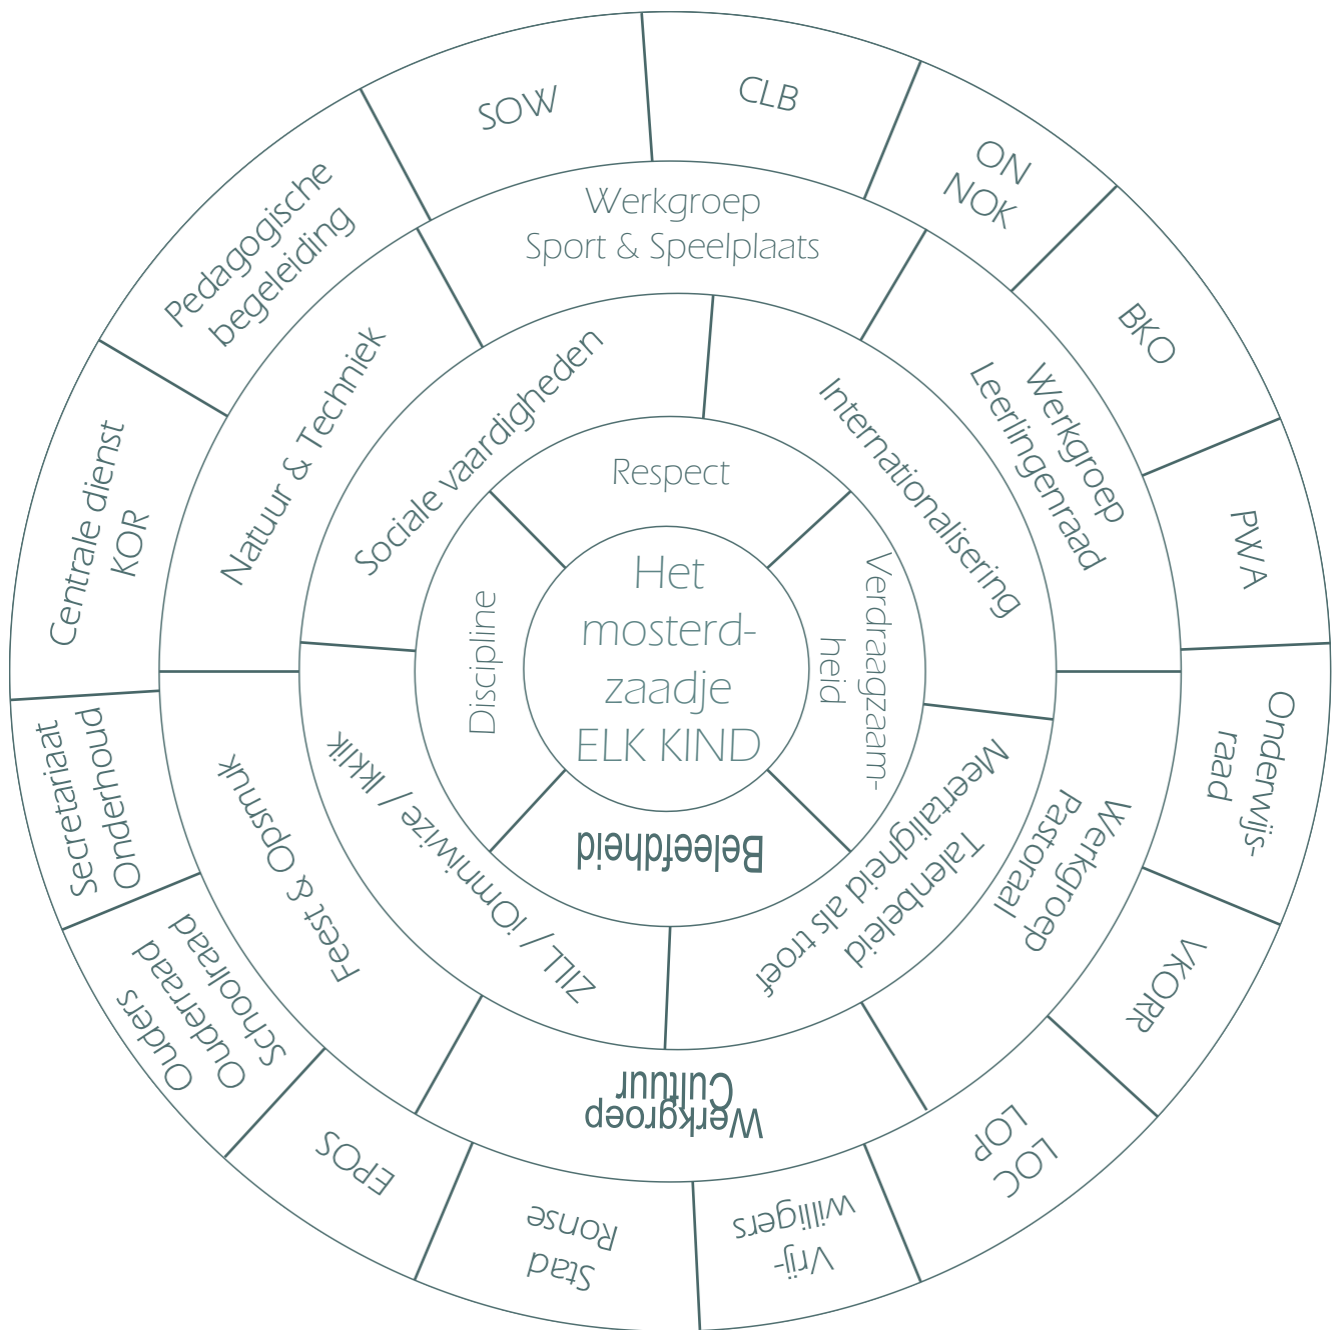 Het
mosterd-
zaadje
ELK KIND
Respect
Verdraagzaam-
heid
Beleefdheid
Discipline
Sociale vaardigheden
Internationalisering
Meertaligheid als troef
Talenbeleid
ZILL / iOmniwize / Ikklik
Werkgroep
Sport & Speelplaats
Werkgroep
Leerlingenraad
Werkgroep
Pastoraal
Werkgroep
Cultuur
Feest & Opsmuk
Natuur & Techniek
SOW
CLB
ON
NOK
BKO
PWA
Onderwijs-
raad
VKORR
LOC
LOP
Vrij-
willigers
Stad
Ronse
EPOS
Ouders
Ouderraad
Schoolraad
Secretariaat
Onderhoud
Centrale dienst
KOR
Pedagogische
begeleiding